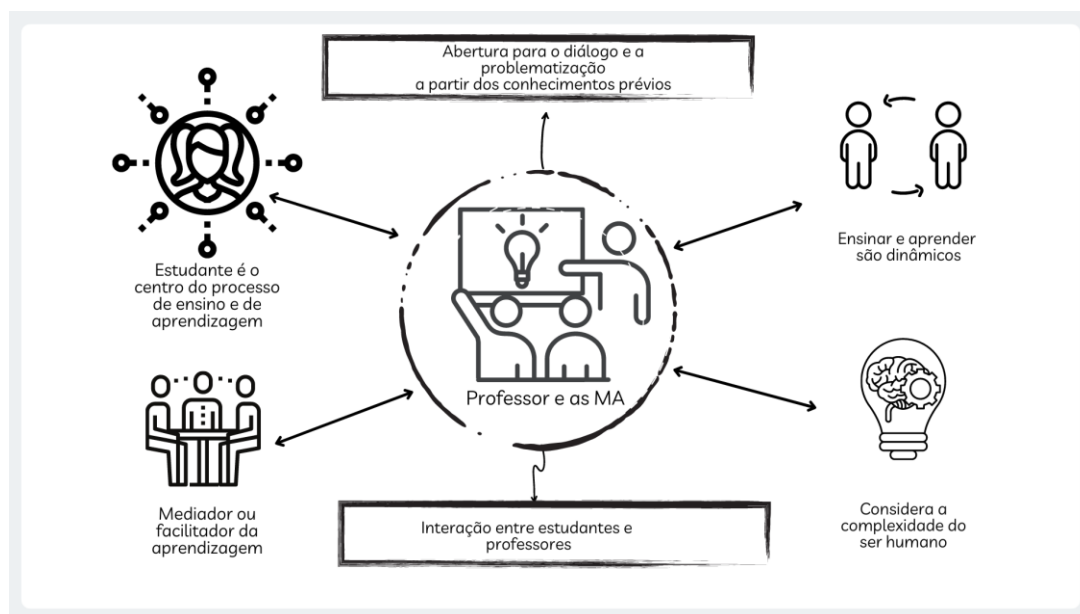 Abertura para o diálogo e a
problematização
a partir dos conhecimentos prévios
Estudante é o
centro do processo
de ensino e de
aprendizagem
Ensinar e aprender
são dinâmicos
Professor e as MA
Mediador ou
facilitador da
aprendizagem
Considera a
complexidade do
ser humano
Interação entre estudantes e
professores